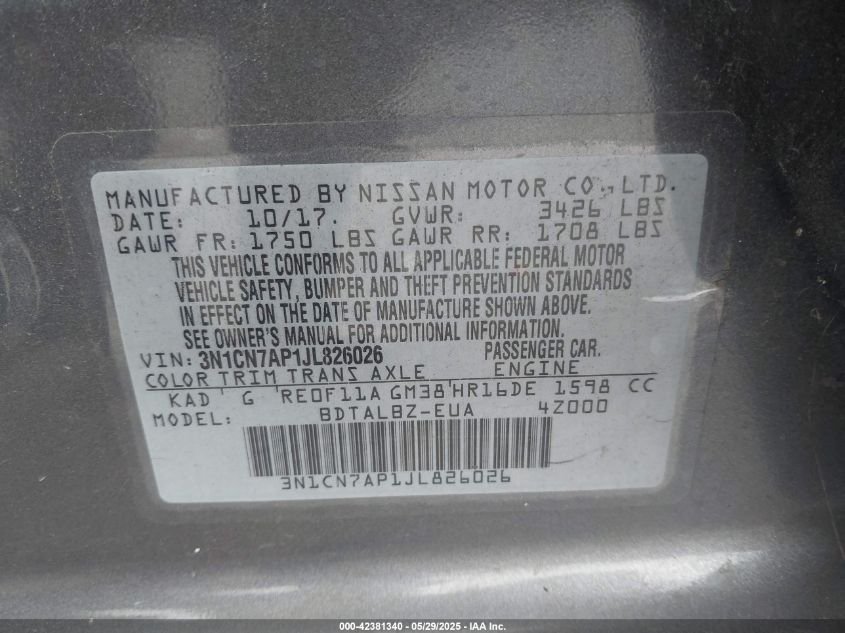 MANUFACTURED BY NISSAN MOTOR CO., LTD.
DATE: 10/17. GVWR: 3426 LBS
GAWR FR: 1750 LBS GAWR RR: 1708 LBS
THIS VEHICLE CONFORMS TO ALL APPLICABLE FEDERAL MOTOR
VEHICLE SAFETY, BUMPER AND THEFT PREVENTION STANDARDS
IN EFFECT ON THE DATE OF MANUFACTURE SHOWN ABOVE.
SEE OWNER'S MANUAL FOR ADDITIONAL INFORMATION.
VIN: 3N1CN7AP1JL826026 PASSENGER CAR.
COLOR TRIM TRANS AXLE ENGINE
KAD G RE0F11A GM38 HR16DE 1598 CC
MODEL: BDTALBZ-EUA 4Z000
3N1CN7AP1JL826026
000-42381340 - 05/29/2025 - IAA Inc.